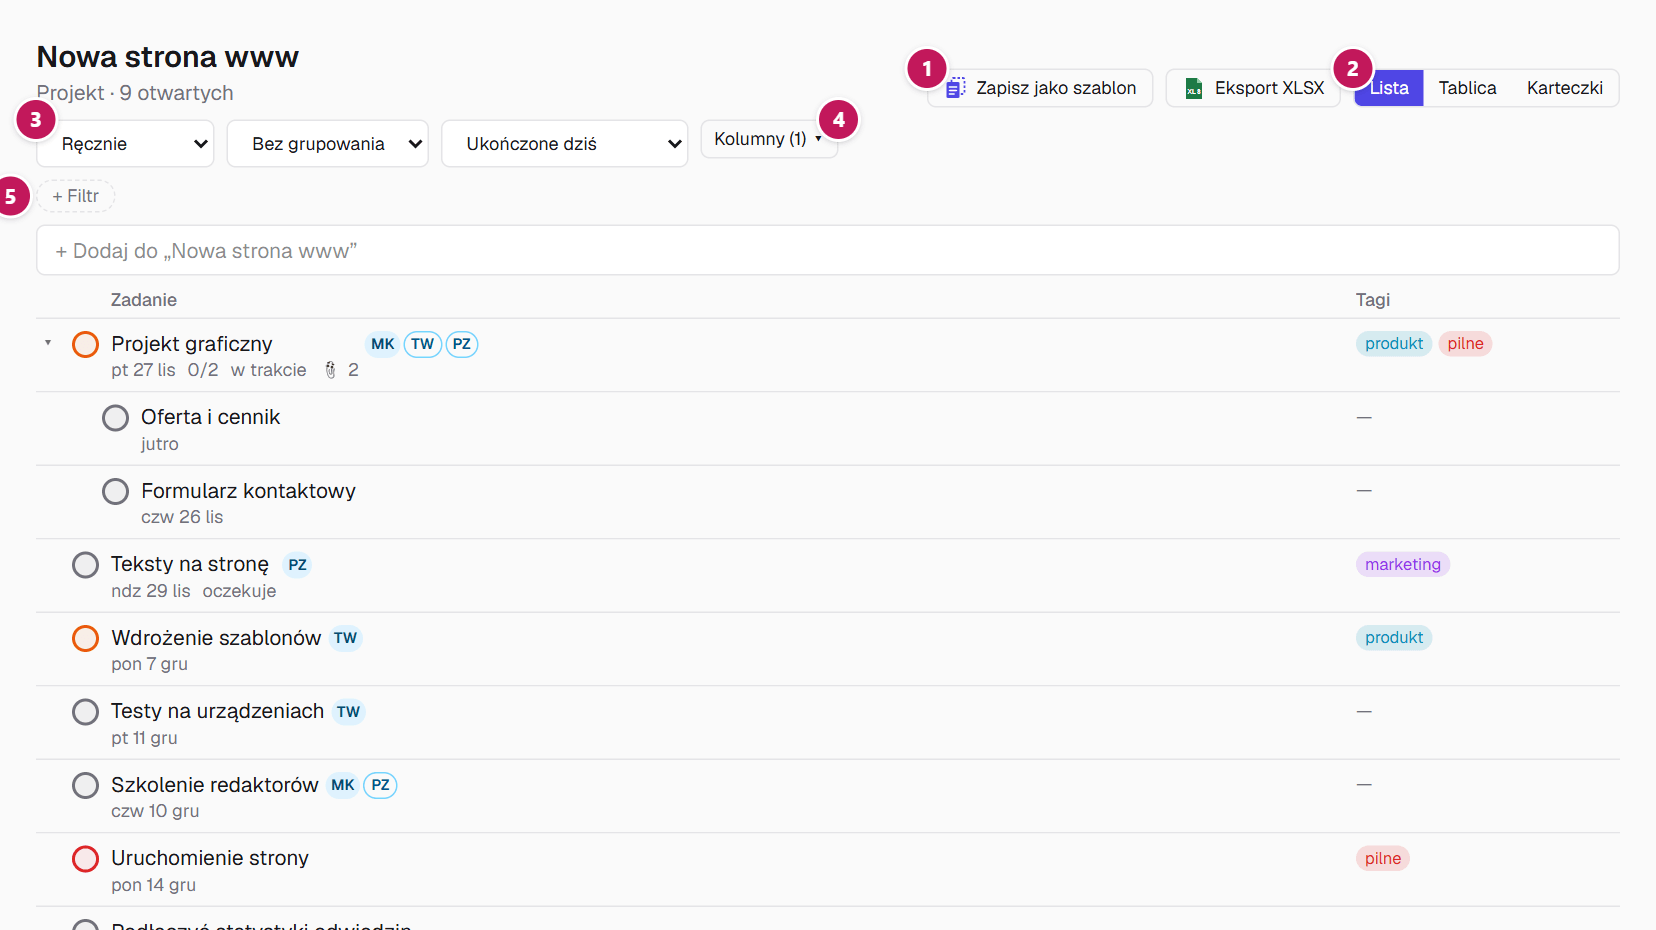 Nowa strona www
Projekt · 9 otwartych
1 Zapisz jako szablon
Eksport XLSX
2 Lista Tablica Karteczki
3 Ręcznie
Bez grupowania
Ukończone dziś
Kolumny (1) 4
5 + Filtr
+ Dodaj do „Nowa strona www”
Zadanie Tagi
Projekt graficzny MK TW PZ produkt pilne
pt 27 lis 0/2 w trakcie 2
Oferta i cennik —
jutro
Formularz kontaktowy —
czw 26 lis
Teksty na stronę PZ marketing
ndz 29 lis oczekuje
Wdrożenie szablonów TW produkt
pon 7 gru
Testy na urządzeniach TW —
pt 11 gru
Szkolenie redaktorów MK PZ —
czw 10 gru
Uruchomienie strony pilne
pon 14 gru